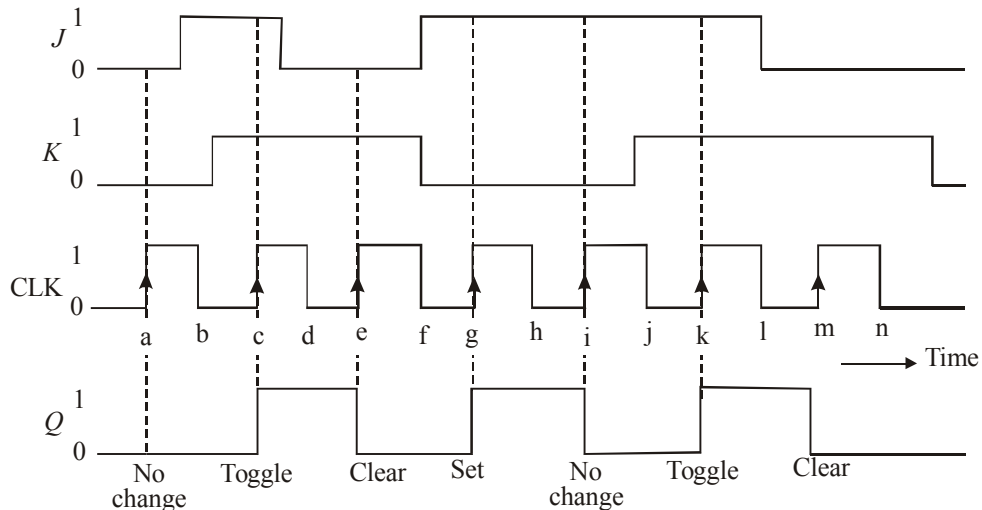 1
J
0
1
K
0
1
CLK
0
a b c d e f g h i j k l m n
Time
1
Q
0
No change
Toggle
Clear
Set
No change
Toggle
Clear